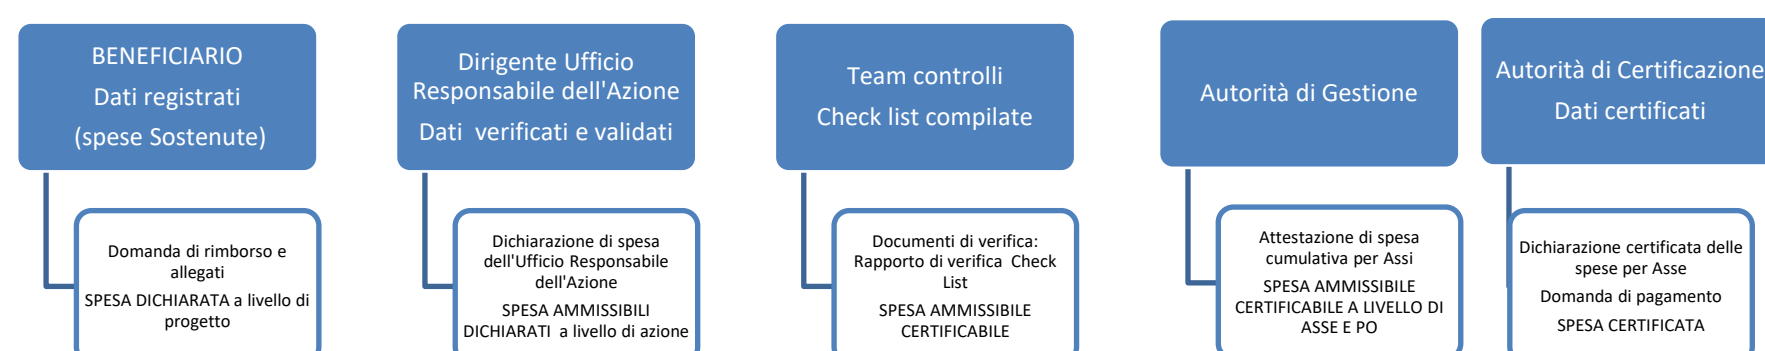 BENEFICIARIO
Dati registrati
(spese Sostenute)
Domanda di rimborso e
allegati
SPESA DICHIARATA a livello di
progetto
Dirigente Ufficio
Responsabile dell'Azione
Dati verificati e validati
Dichiarazione di spesa
dell'Ufficio Responsabile
dell'Azione
SPESA AMMISSIBILI
DICHIARATI a livello di azione
Team controlli
Check list compilate
Documenti di verifica:
Rapporto di verifica Check
List
SPESA AMMISSIBILE
CERTIFICABILE
Autorità di Gestione
Attestazione di spesa
cumulativa per Assi
SPESA AMMISSIBILE
CERTIFICABILE A LIVELLO DI
ASSE E PO
Autorità di Certificazione
Dati certificati
Dichiarazione certificata delle
spese per Asse
Domanda di pagamento
SPESA CERTIFICATA